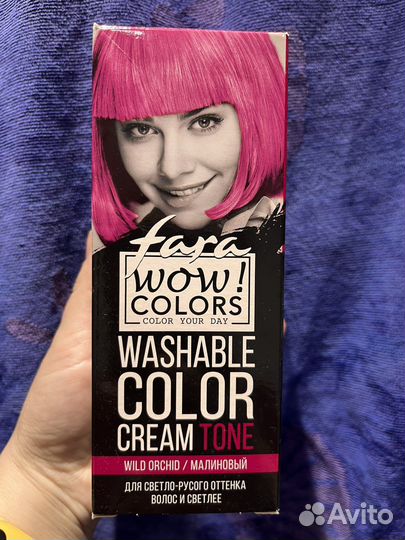 fara
WOW!
COLORS
COLOR YOUR DAY
WASHABLE
COLOR
CREAM TONE
WILD ORCHID / МАЛИНОВЫЙ
ДЛЯ СВЕТЛО-РУСОГО ОТТЕНКА
ВОЛОС И СВЕТЛЕЕ
Avito